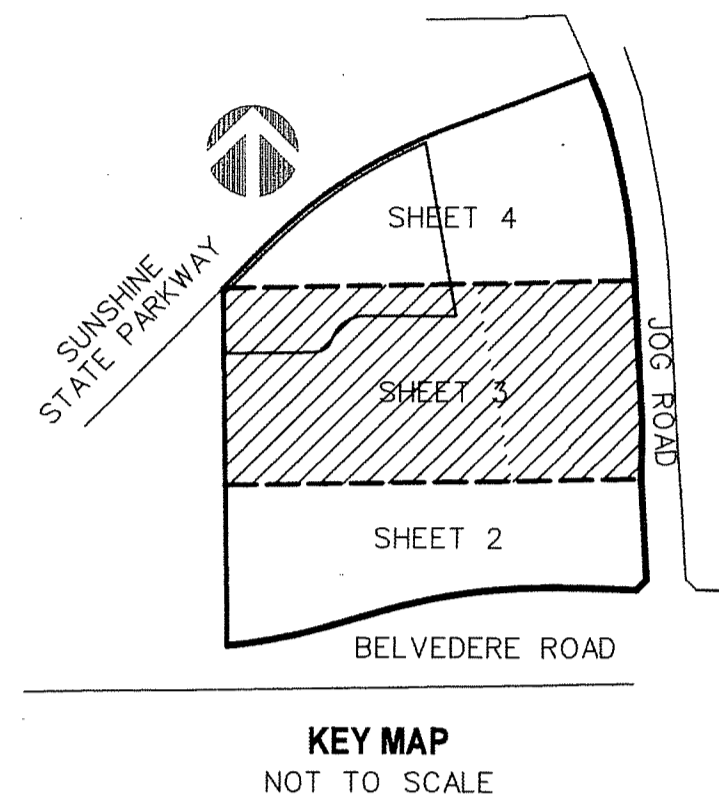 SHEET 4
SUNSHINE
STATE PARKWAY
JOG ROAD
SHEET 3
SHEET 2
BELVEDERE ROAD
KEY MAP
NOT TO SCALE